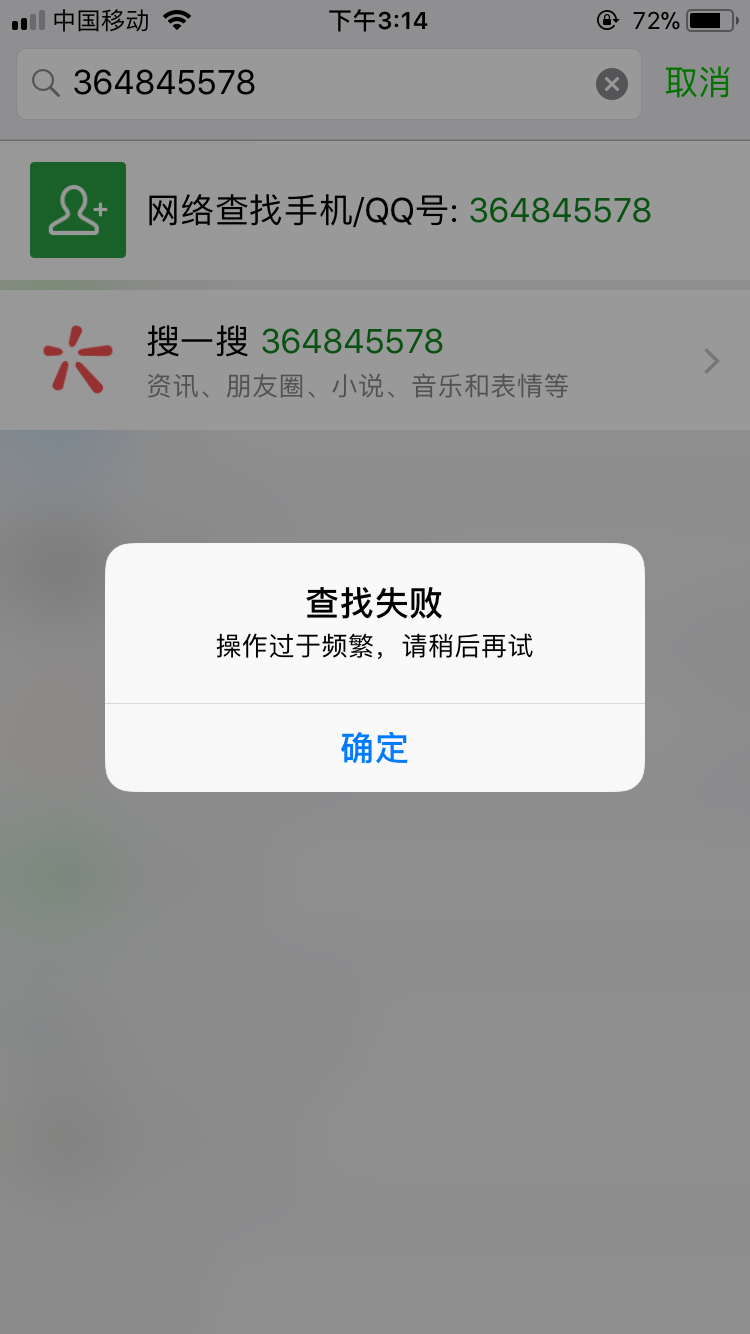 中国移动 下午3:14 72%
364845578 取消
网络查找手机/QQ号: 364845578
搜一搜 364845578
资讯、朋友圈、小说、音乐和表情等
查找失败
操作过于频繁，请稍后再试
确定